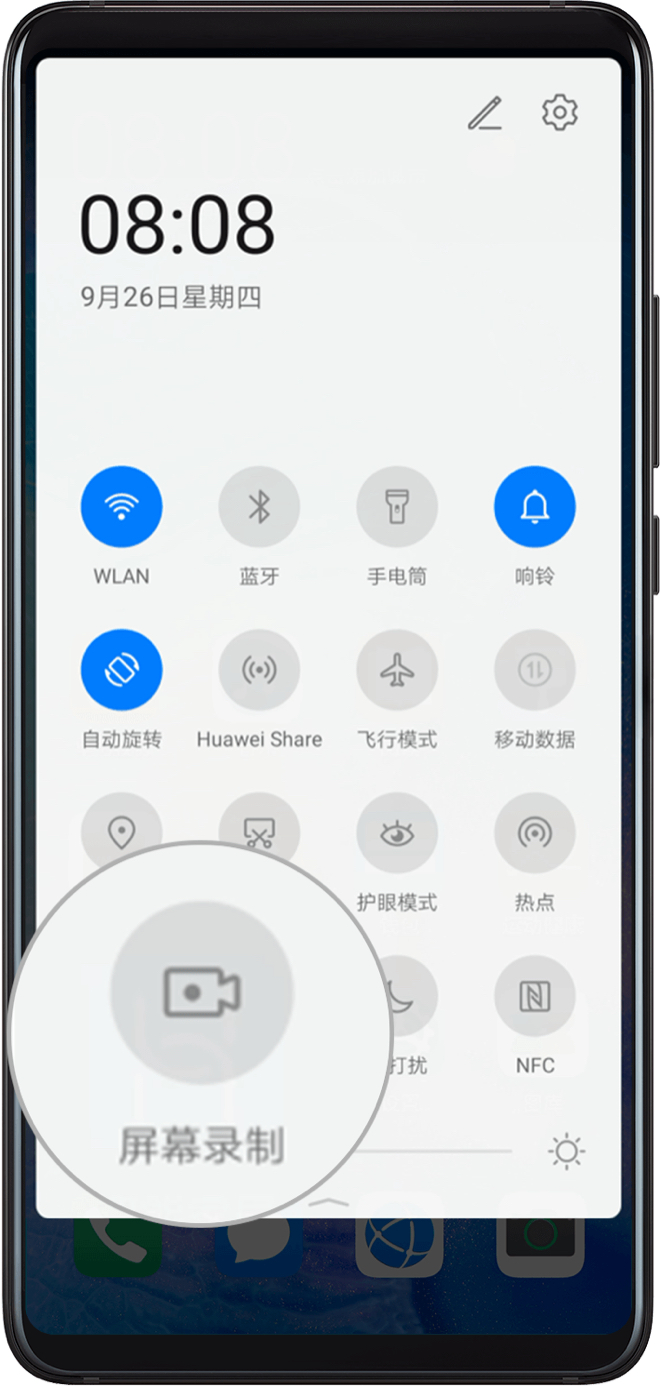 08:08
9月26日星期四
WLAN
蓝牙
手电筒
响铃
自动旋转
Huawei Share
飞行模式
移动数据
护眼模式
热点
打扰
NFC
屏幕录制